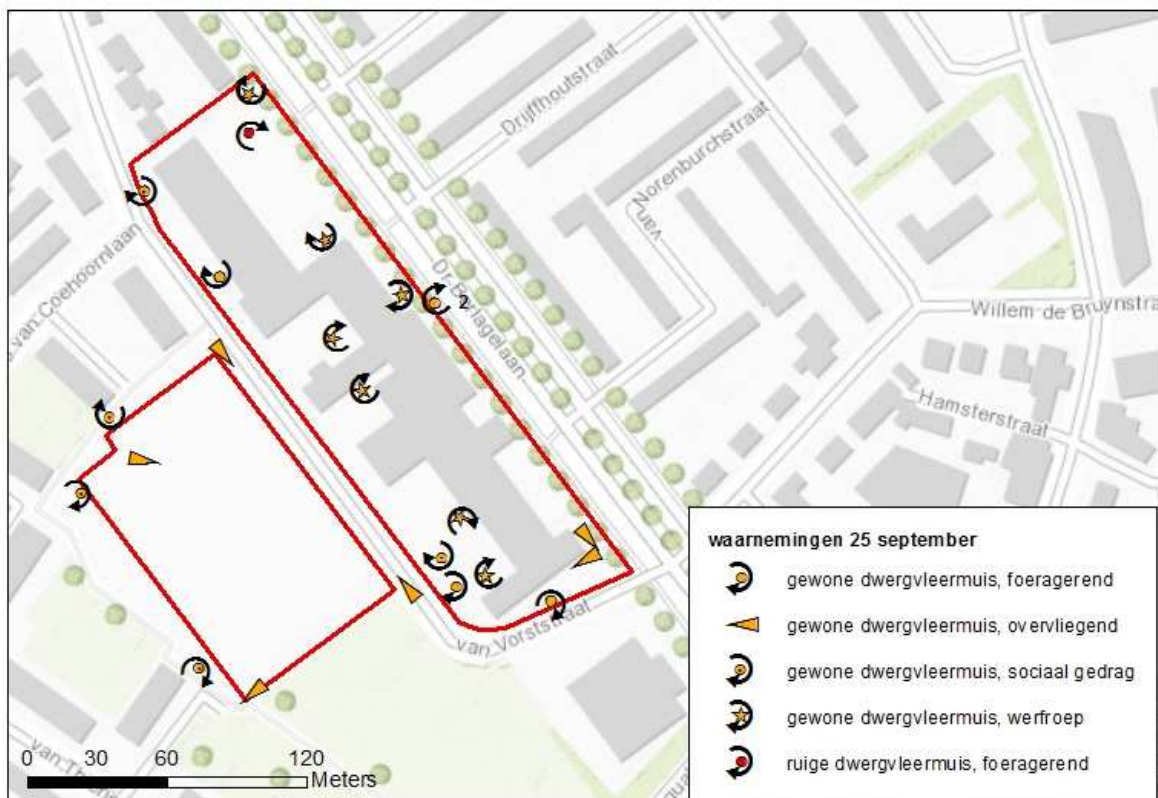 Drijfhoutstraat
Norenburchstraat
van
van Coehoornlaan
Dr. Berlagelaan
2
Willem de Bruynstra
Hamsterstraat
van Vorststraat
waarnemingen 25 september
gewone dwergvleermuis, foeragerend
gewone dwergvleermuis, overvliegend
gewone dwergvleermuis, sociaal gedrag
gewone dwergvleermuis, werfroep
ruige dwergvleermuis, foeragerend
0 30 60 120
Meters